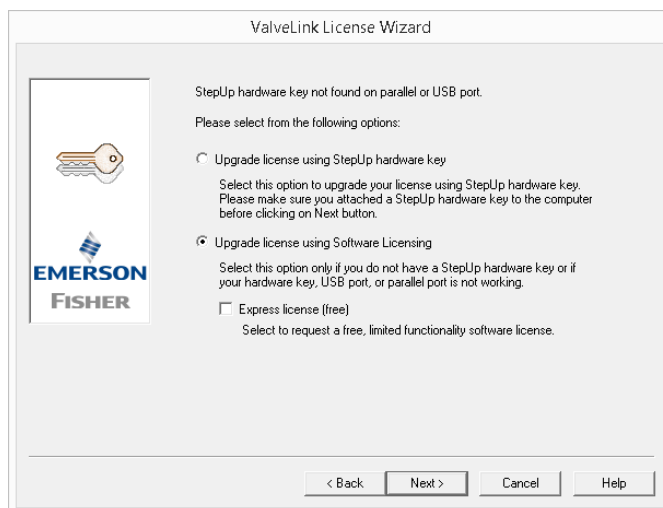 ValveLink License Wizard
StepUp hardware key not found on parallel or USB port.
Please select from the following options:
Upgrade license using StepUp hardware key
Select this option to upgrade your license using StepUp hardware key.
Please make sure you attached a StepUp hardware key to the computer
before clicking on Next button.
Upgrade license using Software Licensing
Select this option only if you do not have a StepUp hardware key or if
your hardware key, USB port, or parallel port is not working.
Express license (free)
Select to request a free, limited functionality software license.
EMERSON
FISHER
< Back
Next >
Cancel
Help